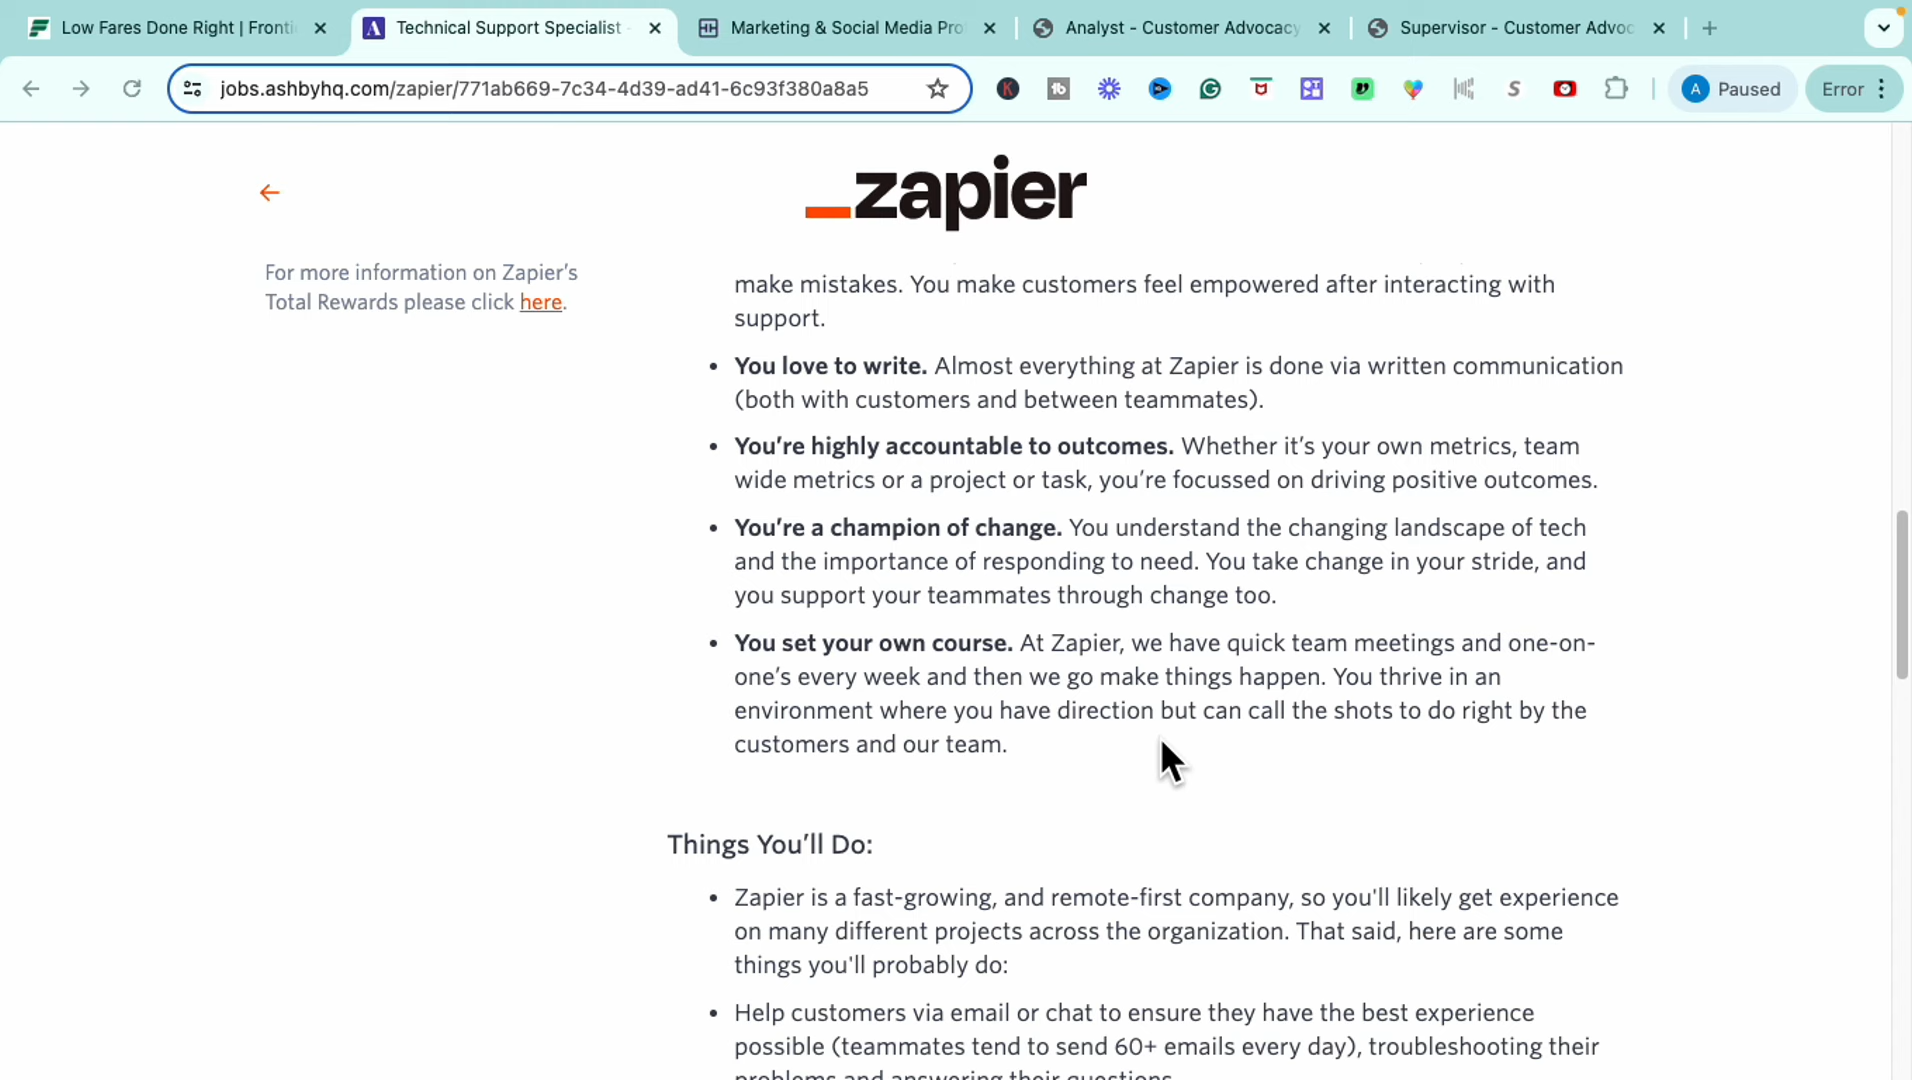 Low Fares Done Right | Fronti
Technical Support Specialist -
Marketing & Social Media Pro
Analyst - Customer Advocacy
Supervisor - Customer Advoc
jobs.ashbyhq.com/zapier/771ab669-7c34-4d39-ad41-6c93f380a8a5
A Paused
Error
zapier
For more information on Zapier’s
Total Rewards please click here.
make mistakes. You make customers feel empowered after interacting with
support.
• You love to write. Almost everything at Zapier is done via written communication
(both with customers and between teammates).
• You’re highly accountable to outcomes. Whether it’s your own metrics, team
wide metrics or a project or task, you’re focussed on driving positive outcomes.
• You’re a champion of change. You understand the changing landscape of tech
and the importance of responding to need. You take change in your stride, and
you support your teammates through change too.
• You set your own course. At Zapier, we have quick team meetings and one-on-
one’s every week and then we go make things happen. You thrive in an
environment where you have direction but can call the shots to do right by the
customers and our team.
Things You’ll Do:
• Zapier is a fast-growing, and remote-first company, so you'll likely get experience
on many different projects across the organization. That said, here are some
things you'll probably do:
• Help customers via email or chat to ensure they have the best experience
possible (teammates tend to send 60+ emails every day), troubleshooting their
problems and answering their questions.